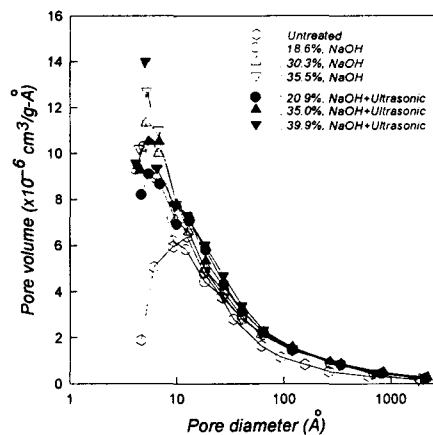 16
14
12
10
8
6
4
2
0
Pore volume (x10⁻⁶ cm³/g-Å)
Untreated
18.6%, NaOH
30.3%, NaOH
35.5%, NaOH
20.9%, NaOH+Ultrasonic
35.0%, NaOH+Ultrasonic
39.9%, NaOH+Ultrasonic
1 10 100 1000
Pore diameter (Å)